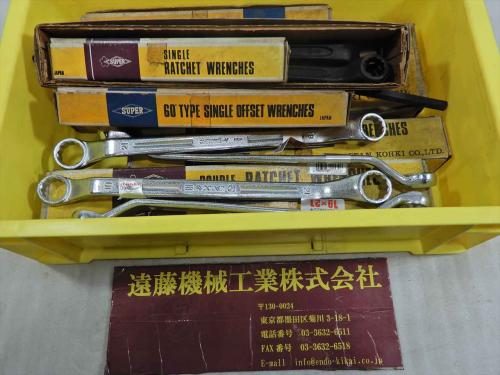 SUPER
SINGLE
RATCHET WRENCHES
JAPAN
SUPER
60° TYPE SINGLE OFFSET WRENCHES
JAPAN
KOHKI CO., LTD.
DOUBLE RATCHET
19×21
遠藤機械工業株式会社
〒130-0024
東京都墨田区菊川3-18-1
電話番号 03-3632-6511
FAX番号 03-3632-6518
E-mail info@endo-kikai.co.jp